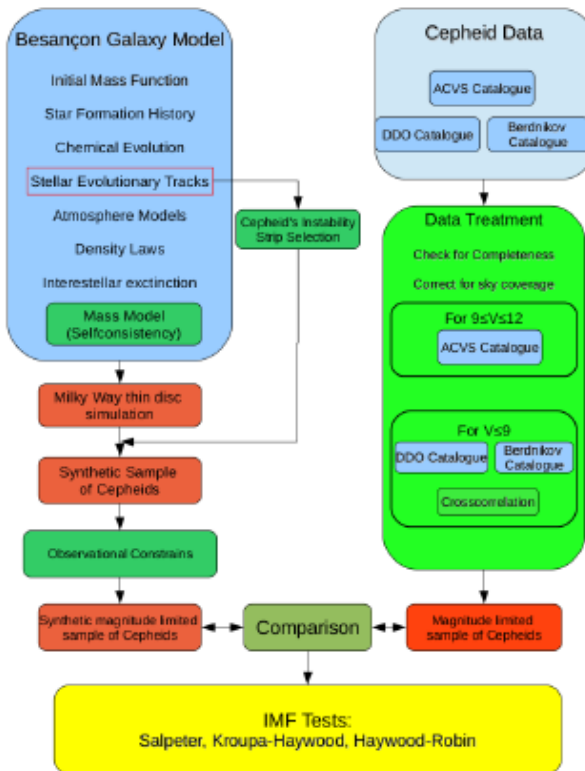 Besançon Galaxy Model
Initial Mass Function
Star Formation History
Chemical Evolution
Stellar Evolutionary Tracks
Atmosphere Models
Density Laws
Interestellar exctinction
Mass Model
(Selfconsistency)
Cepheid's Instability
Strip Selection
Milky Way thin disc
simulation
Synthetic Sample
of Cepheids
Observational Constrains
Synthetic magnitude limited
sample of Cepheids
Cepheid Data
ACVS Catalogue
DDO Catalogue
Berdnikov
Catalogue
Data Treatment
Check for Completeness
Correct for sky coverage
For 9≤V≤12
ACVS Catalogue
For V≤9
DDO Catalogue
Berdnikov
Catalogue
Crosscorrelation
Magnitude limited
sample of Cepheids
Comparison
IMF Tests:
Salpeter, Kroupa-Haywood, Haywood-Robin